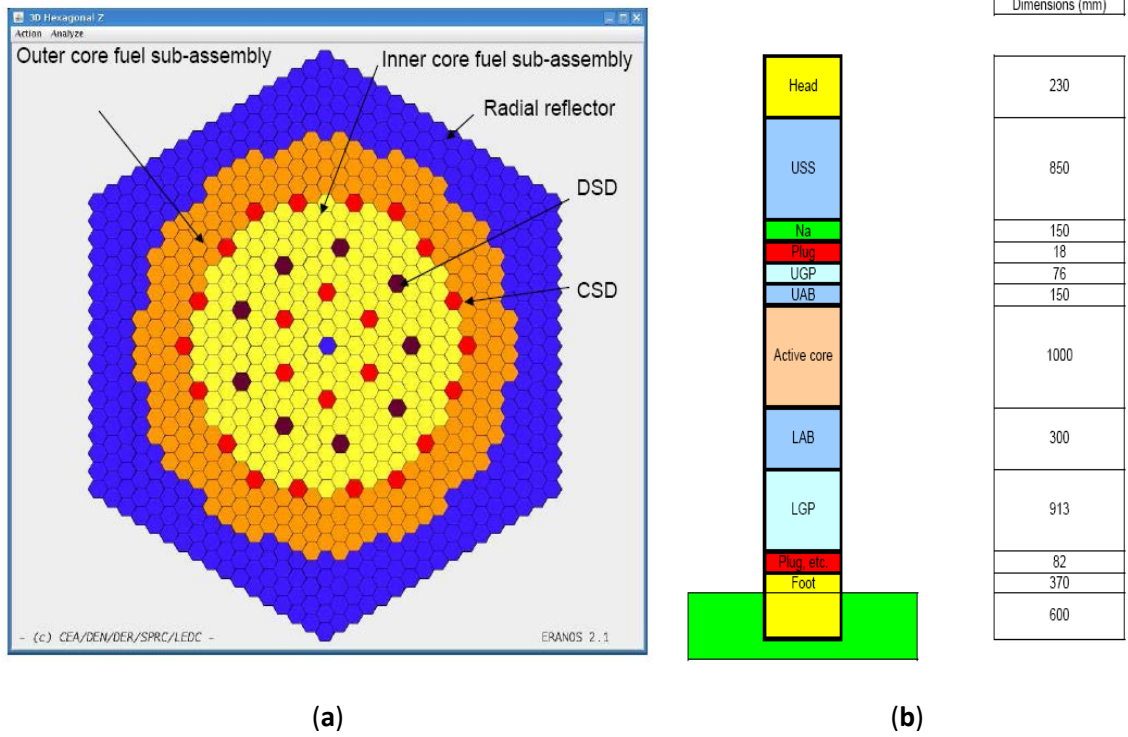 3D Hexagonal Z
Action Analyze
Outer core fuel sub-assembly
Inner core fuel sub-assembly
Radial reflector
DSD
CSD
- (c) CEA/DEN/DER/SPRC/LEDC -
ERANOS 2.1
(a)
Dimensions (mm)
Head 230
USS 850
Na 150
Plug 18
UGP 76
UAB 150
Active core 1000
LAB 300
LGP 913
Plug, etc. 82
Foot 370
600
(b)